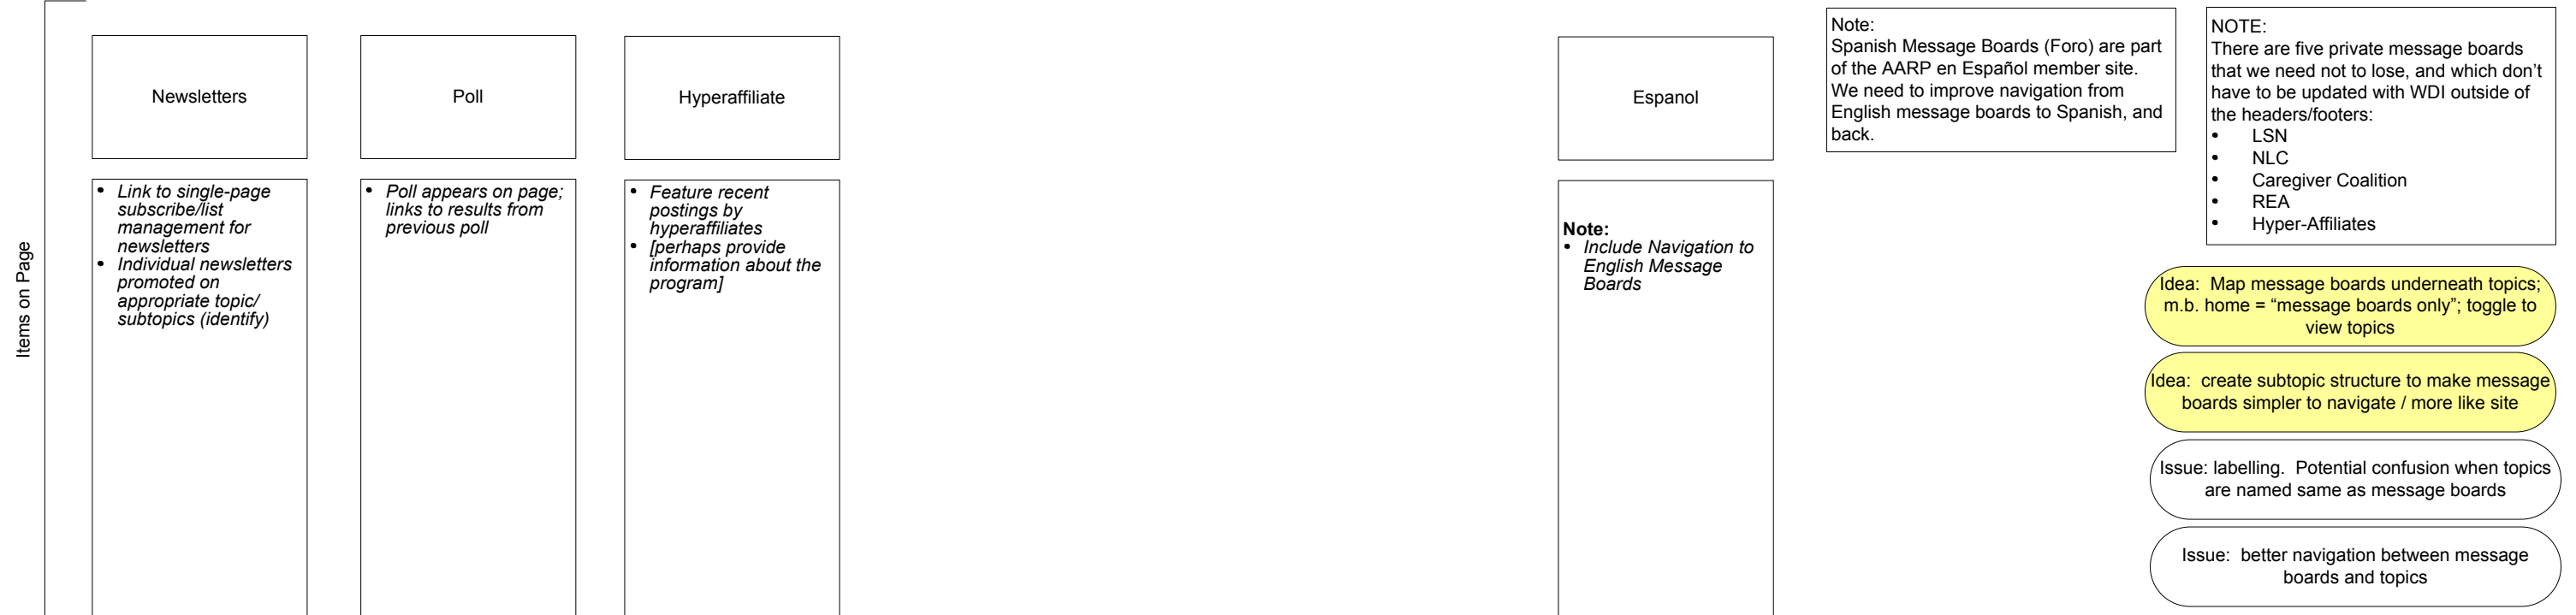 Items on Page
Newsletters
• Link to single-page
subscribe/list
management for
newsletters
• Individual newsletters
promoted on
appropriate topic/
subtopics (identify)
Poll
• Poll appears on page;
links to results from
previous poll
Hyperaffiliate
• Feature recent
postings by
hyperaffiliates
• [perhaps provide
information about the
program]
Espanol
Note:
• Include Navigation to
English Message
Boards
Note:
Spanish Message Boards (Foro) are part
of the AARP en Español member site.
We need to improve navigation from
English message boards to Spanish, and
back.
NOTE:
There are five private message boards
that we need not to lose, and which don’t
have to be updated with WDI outside of
the headers/footers:
• LSN
• NLC
• Caregiver Coalition
• REA
• Hyper-Affiliates
Idea:  Map message boards underneath topics;
m.b. home = “message boards only”; toggle to
view topics
Idea:  create subtopic structure to make message
boards simpler to navigate / more like site
Issue: labelling.  Potential confusion when topics
are named same as message boards
Issue:  better navigation between message
boards and topics